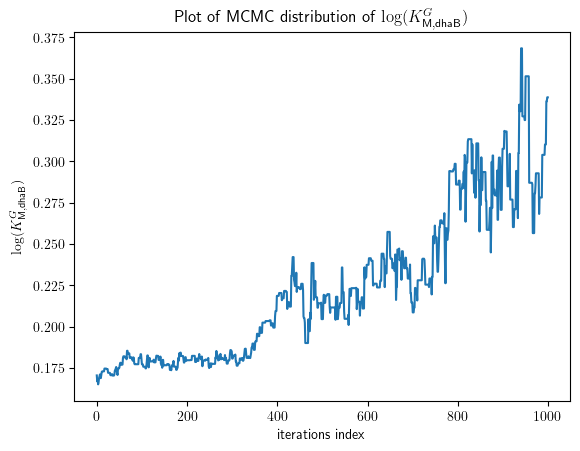 Plot of MCMC distribution of log(K^G_{M,dhaB})
0.375
0.350
0.325
0.300
0.275
0.250
0.225
0.200
0.175
log(K^G_{M,dhaB})
0 200 400 600 800 1000
iterations index